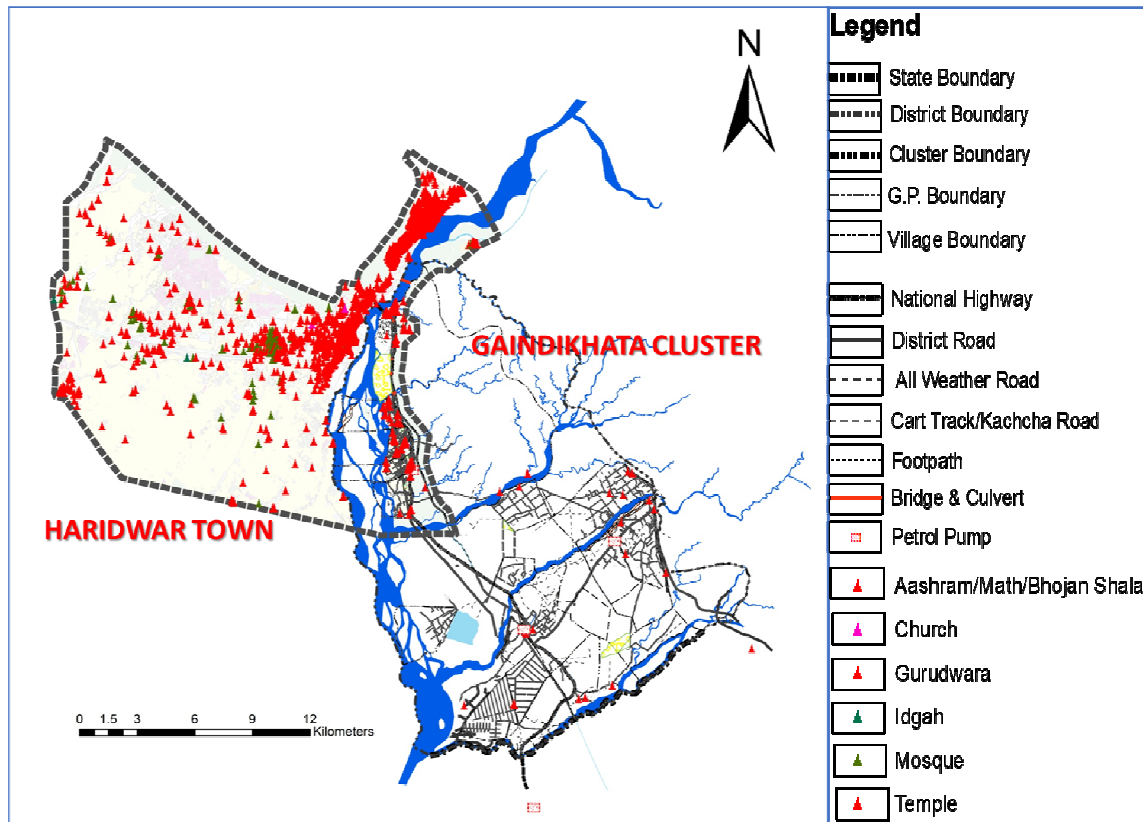 N
GAINDIKHATA CLUSTER
HARIDWAR TOWN
0 1.5 3 6 9 12
Kilometers
Legend
State Boundary
District Boundary
Cluster Boundary
G.P. Boundary
Village Boundary
National Highway
District Road
All Weather Road
Cart Track/Kachcha Road
Footpath
Bridge & Culvert
Petrol Pump
Aashram/Math/Bhojan Shala
Church
Gurudwara
Idgah
Mosque
Temple